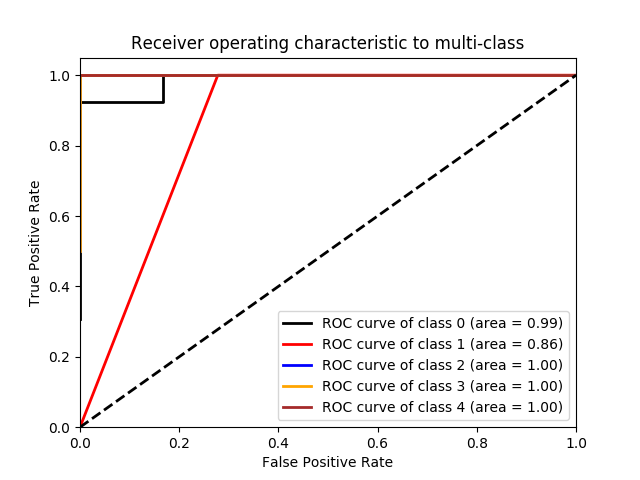 Receiver operating characteristic to multi-class
1.0
0.8
0.6
0.4
0.2
0.0
True Positive Rate
ROC curve of class 0 (area = 0.99)
ROC curve of class 1 (area = 0.86)
ROC curve of class 2 (area = 1.00)
ROC curve of class 3 (area = 1.00)
ROC curve of class 4 (area = 1.00)
0.0 0.2 0.4 0.6 0.8 1.0
False Positive Rate